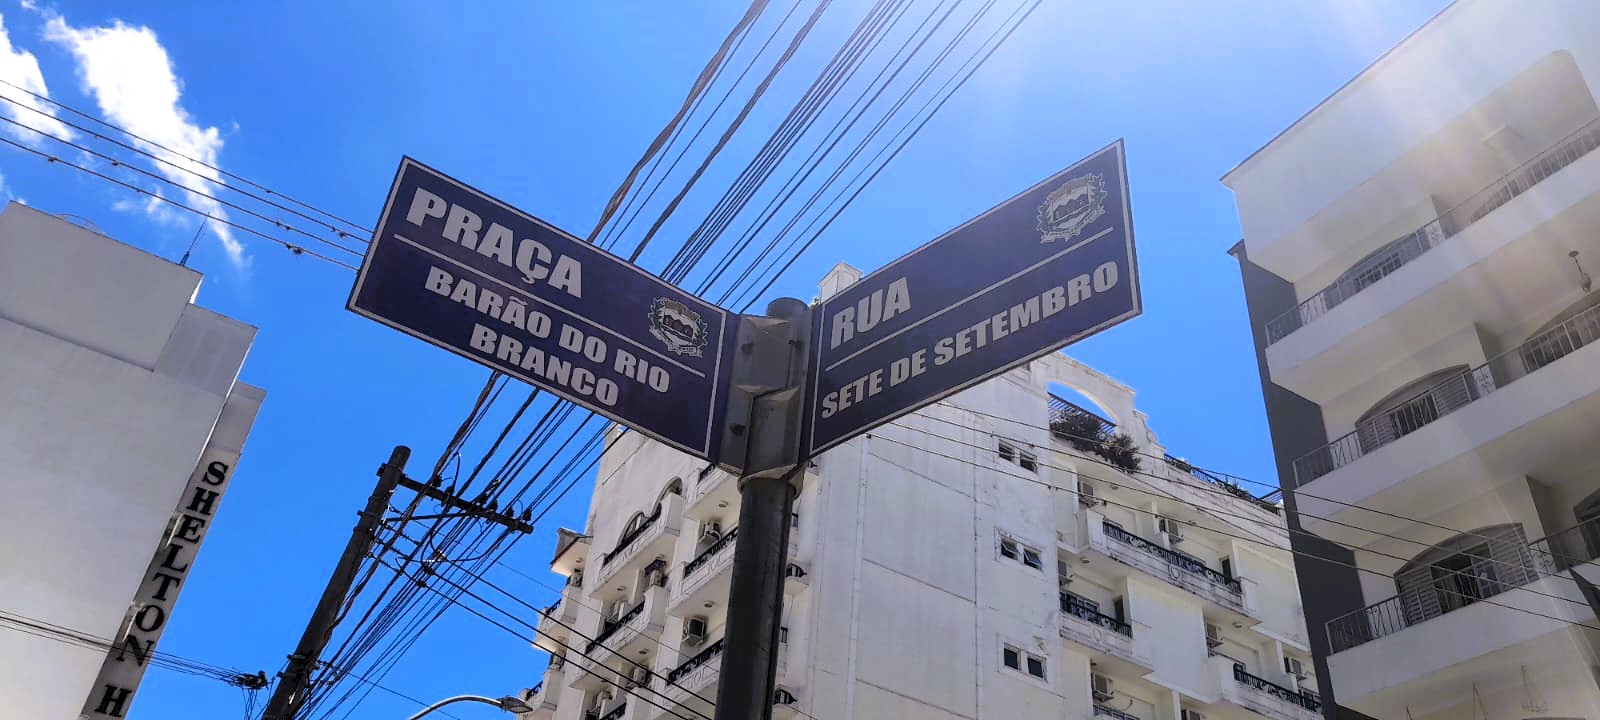 PRAÇA
BARÃO DO RIO
BRANCO
RUA
SETE DE SETEMBRO
SHELTON H